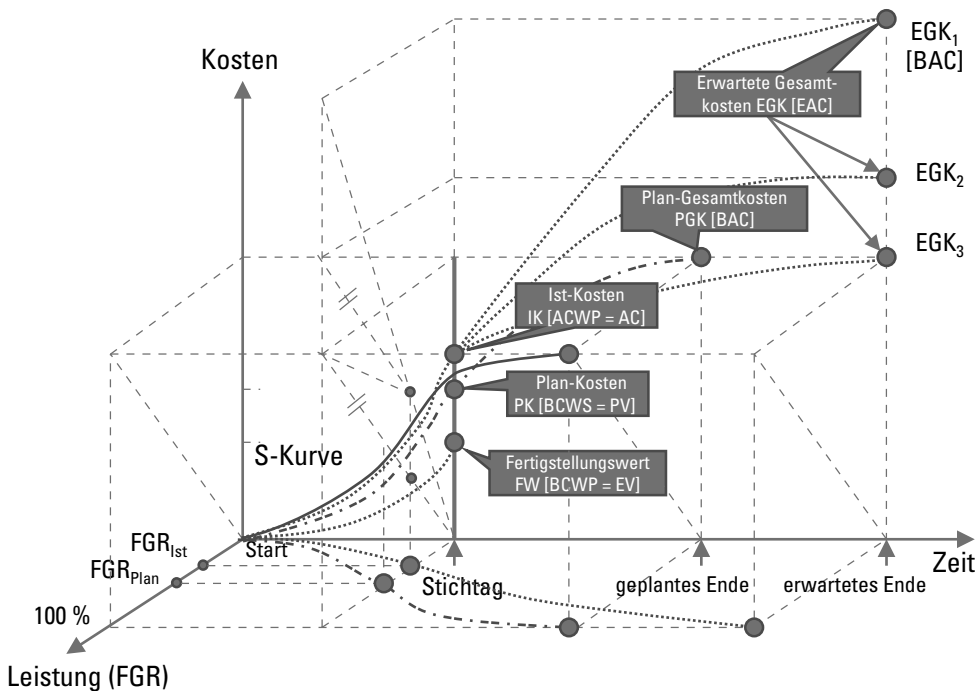 EGK1
[BAC]
Kosten
Erwartete Gesamt-
kosten EGK [EAC]
EGK2
Plan-Gesamtkosten
PGK [BAC]
EGK3
Ist-Kosten
IK [ACWP = AC]
Plan-Kosten
PK [BCWS = PV]
S-Kurve
Fertigstellungswert
FW [BCWP = EV]
FGRIst
Start
Zeit
FGRPlan
Stichtag
geplantes Ende
erwartetes Ende
100 %
Leistung (FGR)